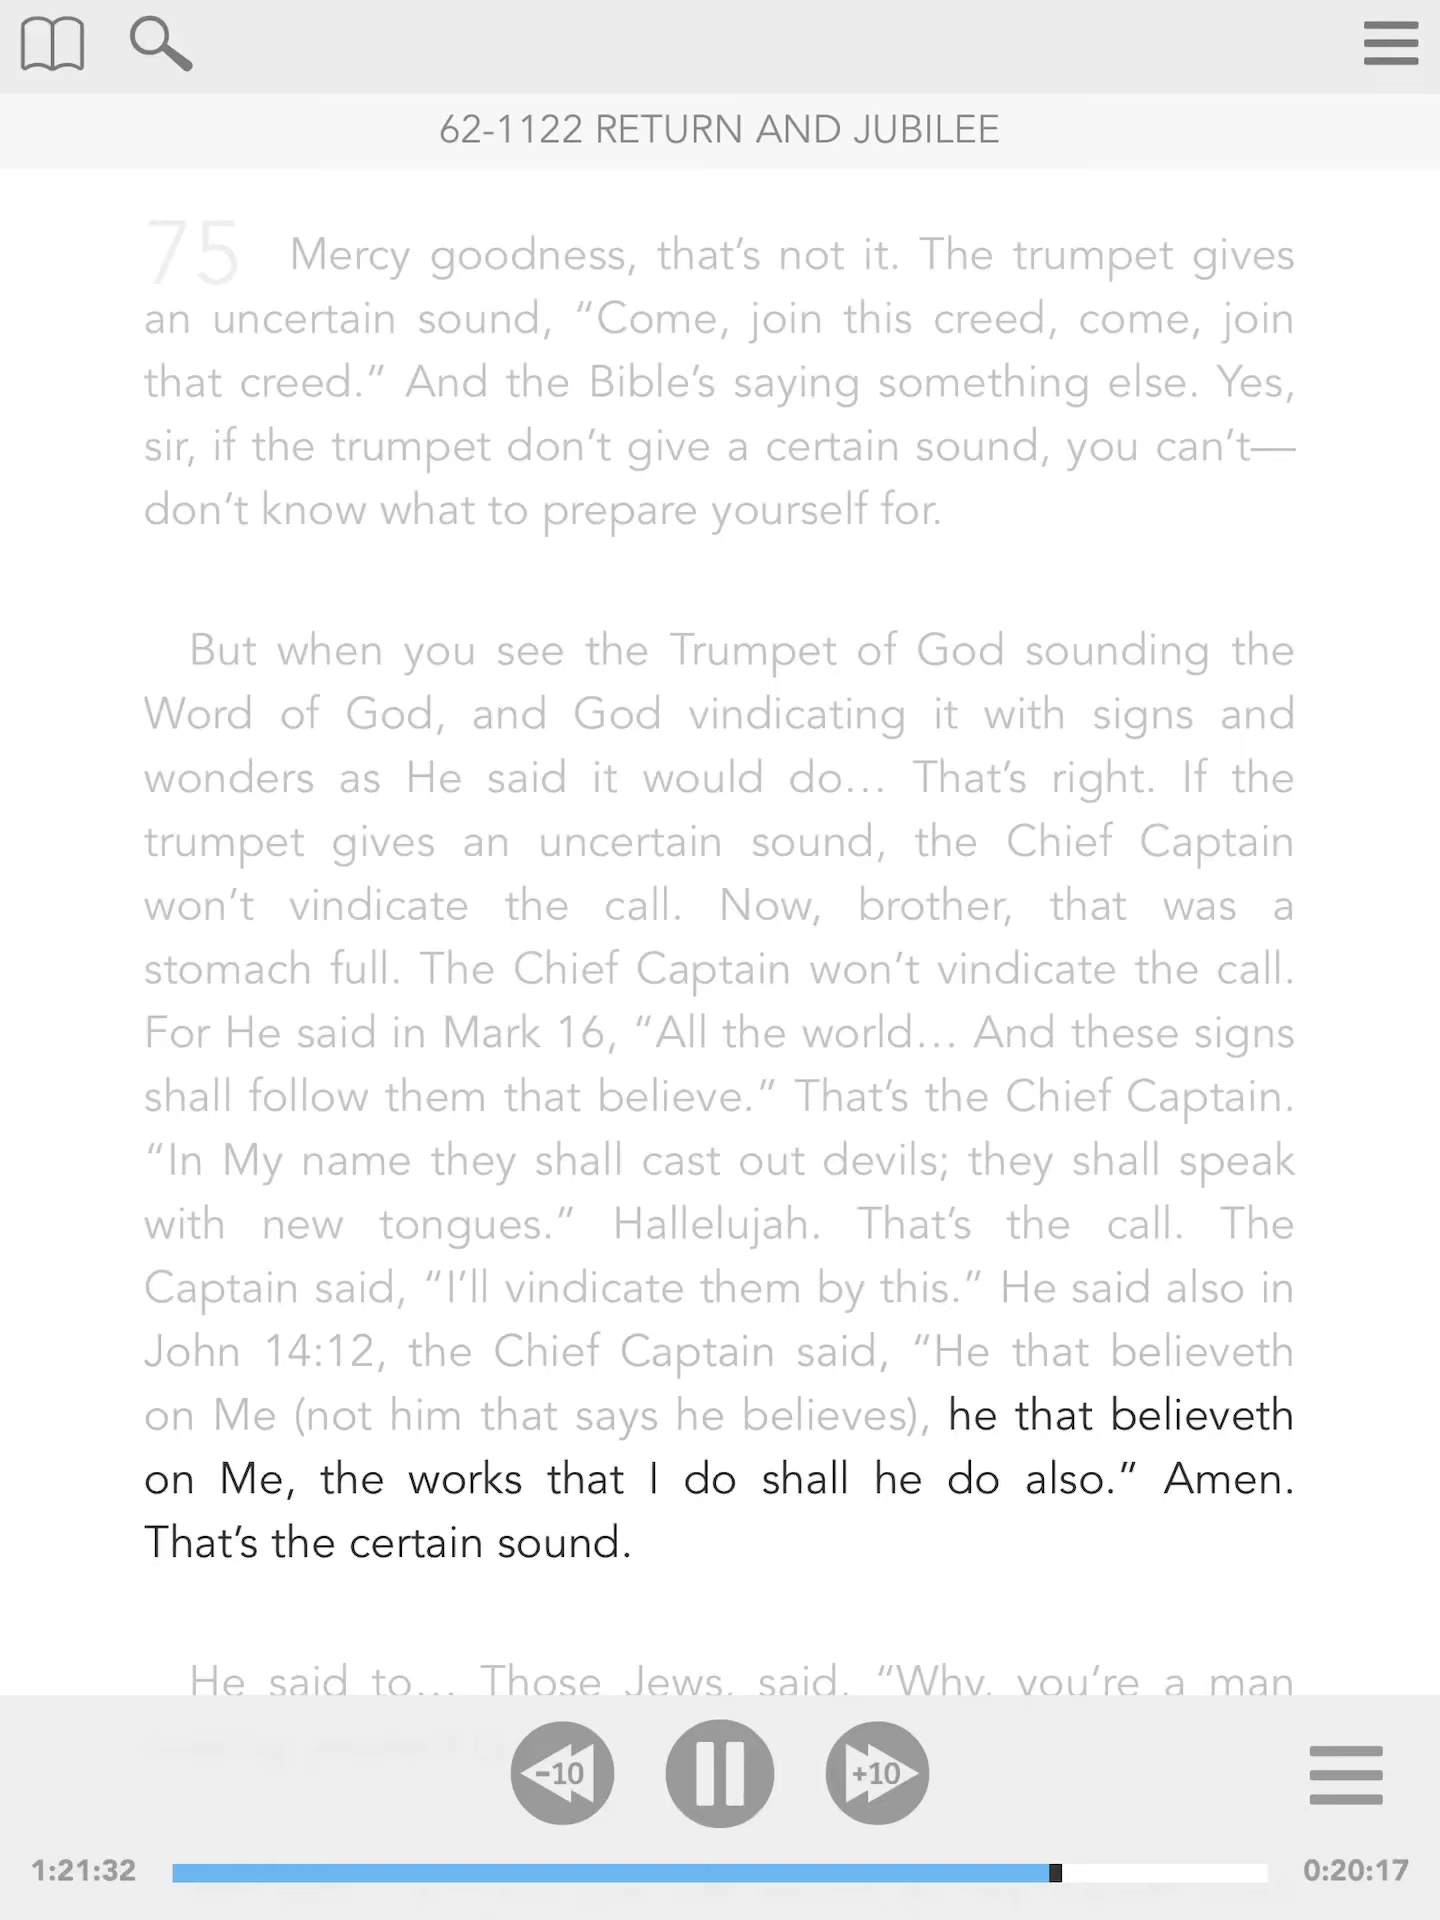 62-1122 RETURN AND JUBILEE
75 Mercy goodness, that’s not it. The trumpet gives
an uncertain sound, “Come, join this creed, come, join
that creed.” And the Bible’s saying something else. Yes,
sir, if the trumpet don’t give a certain sound, you can’t—
don’t know what to prepare yourself for.
But when you see the Trumpet of God sounding the
Word of God, and God vindicating it with signs and
wonders as He said it would do… That’s right. If the
trumpet gives an uncertain sound, the Chief Captain
won’t vindicate the call. Now, brother, that was a
stomach full. The Chief Captain won’t vindicate the call.
For He said in Mark 16, “All the world… And these signs
shall follow them that believe.” That’s the Chief Captain.
“In My name they shall cast out devils; they shall speak
with new tongues.” Hallelujah. That’s the call. The
Captain said, “I’ll vindicate them by this.” He said also in
John 14:12, the Chief Captain said, “He that believeth
on Me (not him that says he believes), he that believeth
on Me, the works that I do shall he do also.” Amen.
That’s the certain sound.
He said to… Those Jews, said, “Why, you’re a man
-10 +10
1:21:32 0:20:17